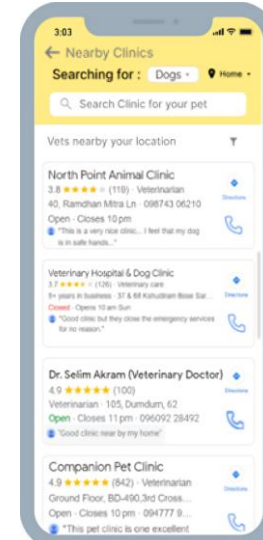 3:03
Nearby Clinics
Searching for : Dogs Home
Search Clinic for your pet
Vets nearby your location
North Point Animal Clinic
3.8 (119) · Veterinarian
40, Ramdhan Mitra Ln · 098743 06210
Directions
Open · Closes 10 pm
"This is a very nice clinic... I feel that my dog
is in safe hands..."
Veterinary Hospital & Dog Clinic
3.7 (126) · Veterinary care
5+ years in business · 37 & 68 Bose Sar...
Directions
Closed · Opens 10 am Sun
"Good clinic but they close the emergency services
for no reason."
Dr. Selim Akram (Veterinary Doctor)
4.9 (100)
Directions
Veterinarian · 105, Dumdum, 62
Open · Closes 11 pm · 096092 28492
"Good clinic near by my home"
Companion Pet Clinic
4.9 (842) · Veterinarian
Directions
Ground Floor, BD-490,3rd Cross...
Open · Closes 10 pm · 094777 9...
"This pet clinic is one excellent